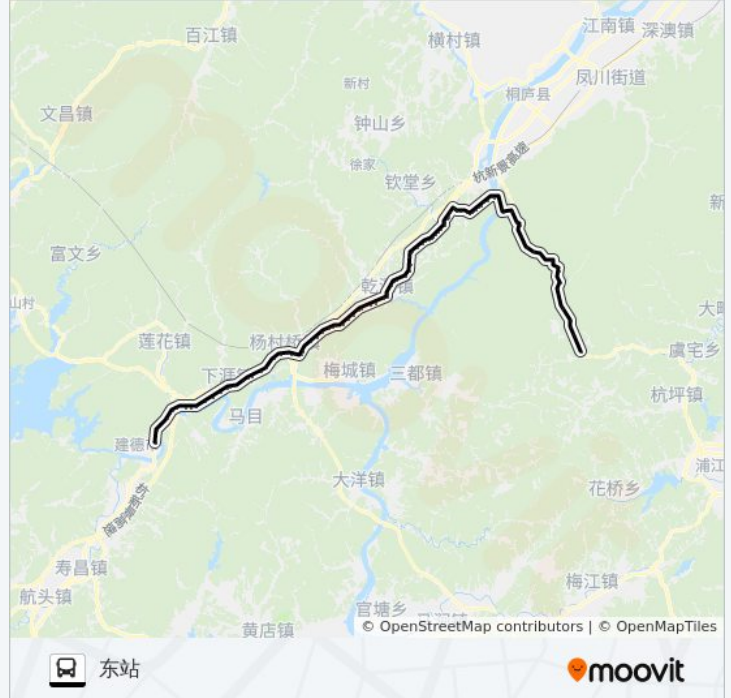 百江镇
横村镇
江南镇
深澳镇
凤川街道
新村
桐庐县
文昌镇
钟山乡
徐家
杭新景高速
钦堂乡
新
富文乡
乾潭镇
山村
大畈
莲花镇
杨村桥镇
虞宅乡
下涯镇
梅城镇
三都镇
杭坪镇
马目
建德市
浦江
大洋镇
花桥乡
杭新景高速
寿昌镇
梅江镇
航头镇
官塘乡
黄店镇
© OpenStreetMap contributors | © OpenMapTiles
东站
moovit